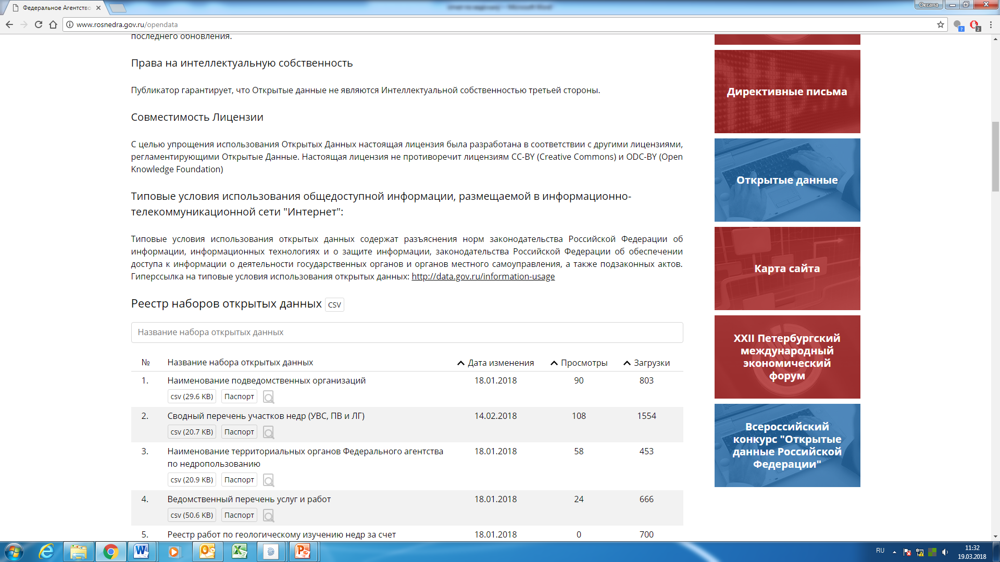 Федеральное Агентство
Оксана
www.rosnedra.gov.ru/opendata
последнего обновления.
Права на интеллектуальную собственность
Публикатор гарантирует, что Открытые данные не являются Интеллектуальной собственностью третьей стороны.
Совместимость Лицензии
С целью упрощения использования Открытых Данных настоящая лицензия была разработана в соответствии с другими лицензиями,
регламентирующими Открытые Данные. Настоящая лицензия не противоречит лицензиям CC-BY (Creative Commons) и ODC-BY (Open
Knowledge Foundation)
Типовые условия использования общедоступной информации, размещаемой в информационно-
телекоммуникационной сети "Интернет":
Типовые условия использования открытых данных содержат разъяснения норм законодательства Российской Федерации об
информации, информационных технологиях и о защите информации, законодательства Российской Федерации об обеспечении
доступа к информации о деятельности государственных органов и органов местного самоуправления, а также подзаконных актов.
Гиперссылка на типовые условия использования открытых данных: http://data.gov.ru/information-usage
Реестр наборов открытых данных CSV
Название набора открытых данных
№ Название набора открытых данных Дата изменения Просмотры Загрузки
1. Наименование подведомственных организаций 18.01.2018 90 803
csv (29.6 KB) Паспорт
2. Сводный перечень участков недр (УВС, ПВ и ЛГ) 14.02.2018 108 1554
csv (20.7 KB) Паспорт
3. Наименование территориальных органов Федерального агентства 18.01.2018 58 453
по недропользованию
csv (20.9 KB) Паспорт
4. Ведомственный перечень услуг и работ 18.01.2018 24 666
csv (50.6 KB) Паспорт
5. Реестр работ по геологическому изучению недр за счет 18.01.2018 0 700
Директивные письма
Открытые данные
Карта сайта
XXII Петербургский
международный
экономический
форум
Всероссийский
конкурс "Открытые
данные Российской
Федерации"
RU
11:32
19.03.2018